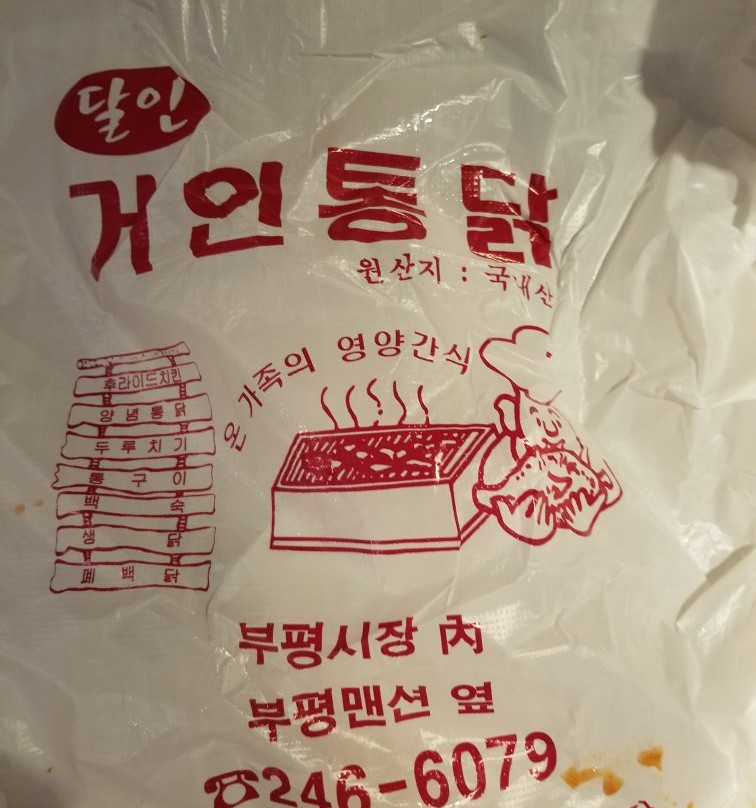 달인
거인통닭
원산지 : 국내산
온 가족의 영양간식
후라이드치킨
양념통닭
두루치기
통구이
백숙
생닭
폐백닭
부평시장 內
부평맨션 옆
☎246-6079